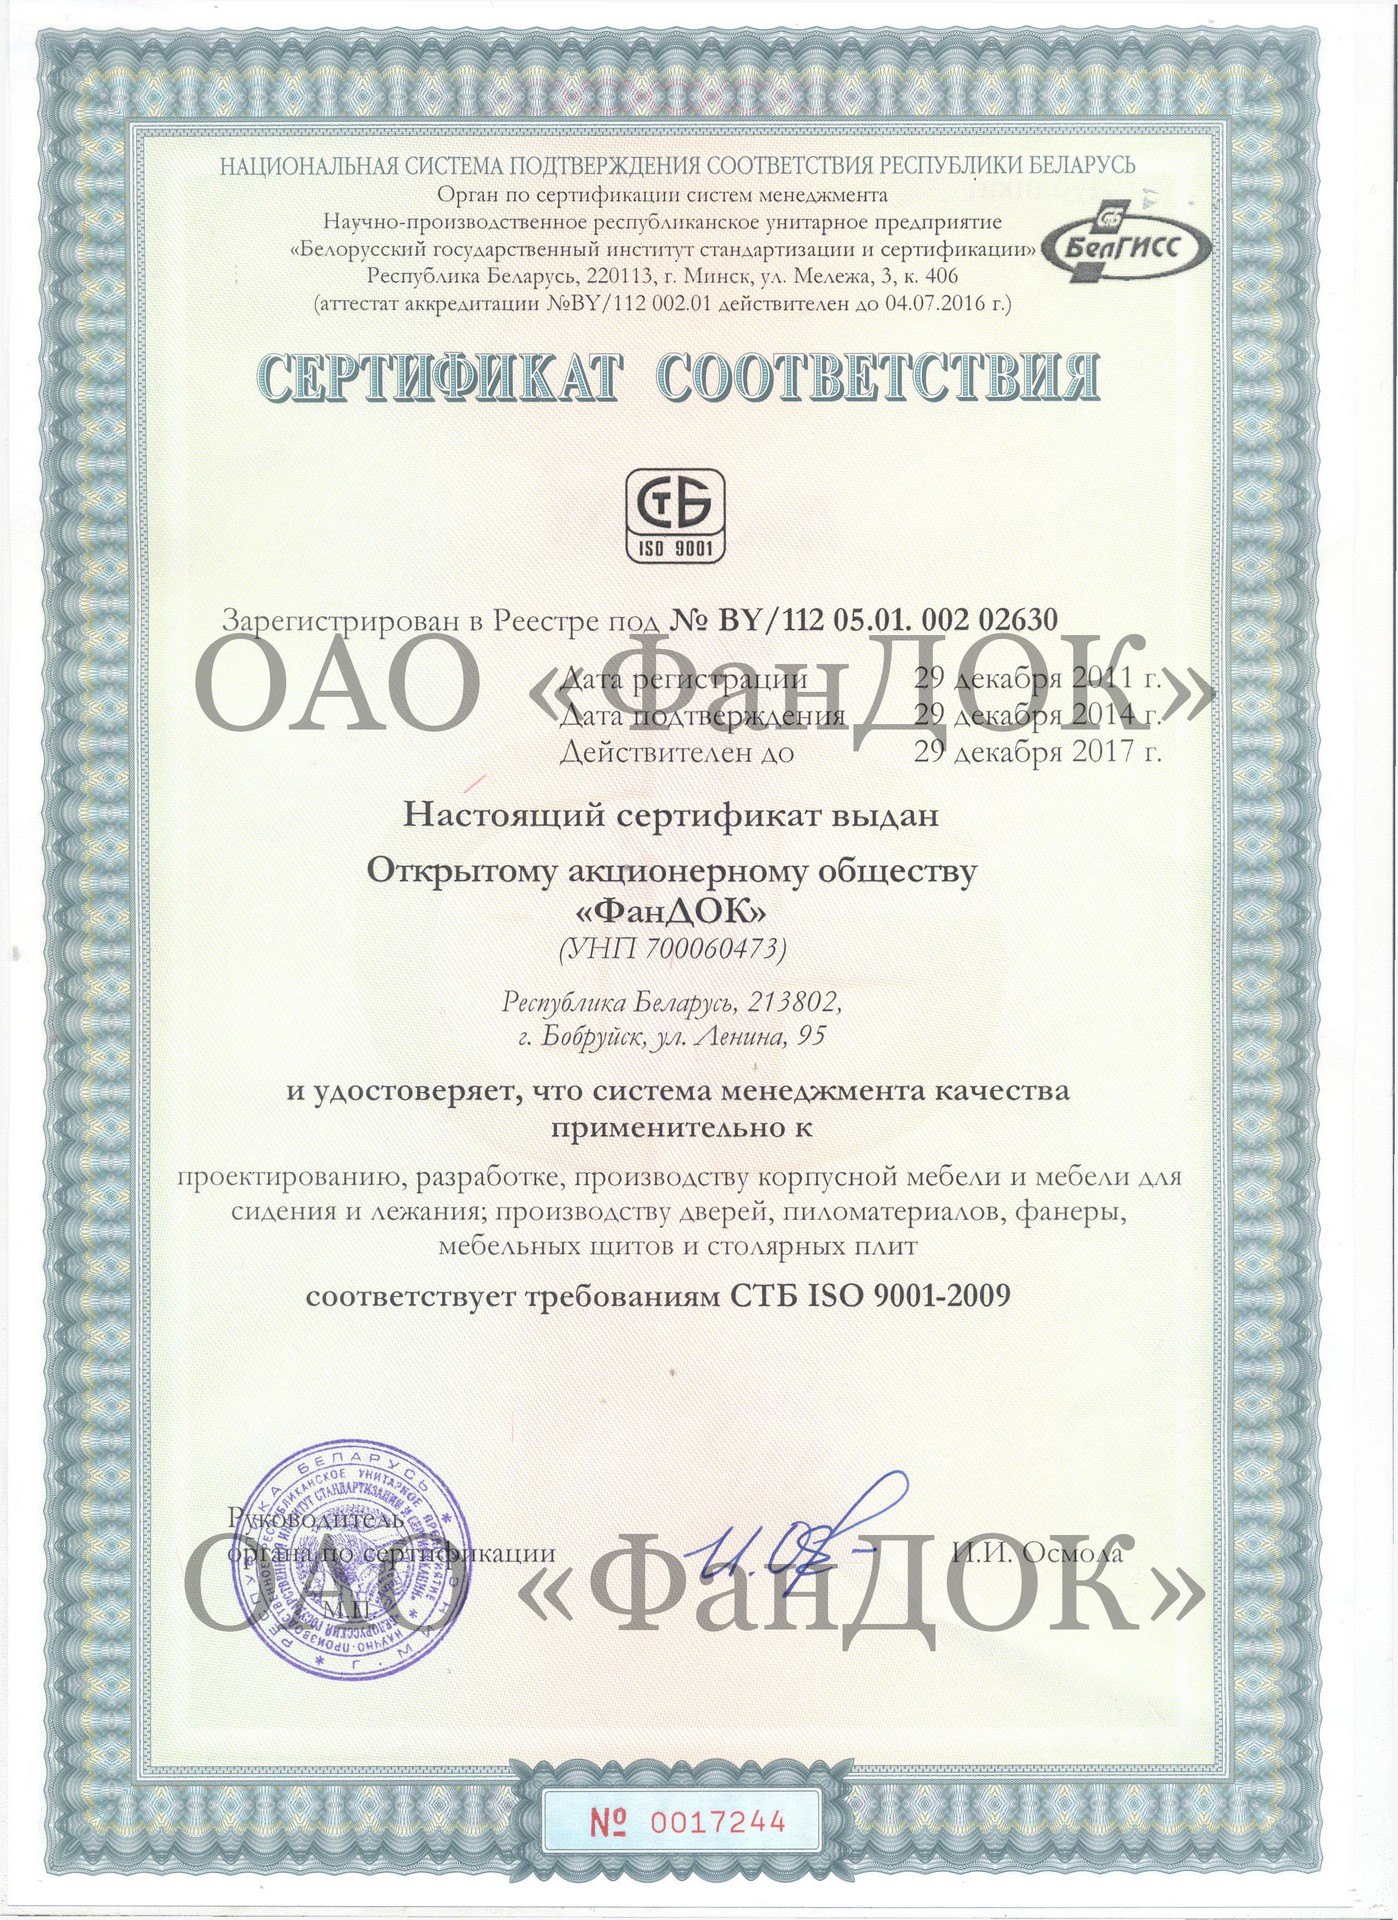 НАЦИОНАЛЬНАЯ СИСТЕМА ПОДТВЕРЖДЕНИЯ СООТВЕТСТВИЯ РЕСПУБЛИКИ БЕЛАРУСЬ
Орган по сертификации систем менеджмента
Научно-производственное республиканское унитарное предприятие
«Белорусский государственный институт стандартизации и сертификации»
Республика Беларусь, 220113, г. Минск, ул. Мележа, 3, к. 406
(аттестат аккредитации №BY/112 002.01 действителен до 04.07.2016 г.)
БелГИСС
СЕРТИФИКАТ СООТВЕТСТВИЯ
СТБ
ISO 9001
Зарегистрирован в Реестре под № BY/112 05.01. 002 02630
ОАО «ФанДОК»
Дата регистрации 29 декабря 2011 г.
Дата подтверждения 29 декабря 2014 г.
Действителен до 29 декабря 2017 г.
Настоящий сертификат выдан
Открытому акционерному обществу
«ФанДОК»
(УНП 700060473)
Республика Беларусь, 213802,
г. Бобруйск, ул. Ленина, 95
и удостоверяет, что система менеджмента качества
применительно к
проектированию, разработке, производству корпусной мебели и мебели для
сидения и лежания; производству дверей, пиломатериалов, фанеры,
мебельных щитов и столярных плит
соответствует требованиям СТБ ISO 9001-2009
Руководитель
органа по сертификации И.И. Осмола
М.П.
ОАО «ФанДОК»
РЕСПУБЛИКА БЕЛАРУСЬ * Г. МИНСК *
НАУЧНО-ПРОИЗВОДСТВЕННОЕ РЕСПУБЛИКАНСКОЕ УНИТАРНОЕ ПРЕДПРИЯТИЕ *
БЕЛОРУССКИЙ ГОСУДАРСТВЕННЫЙ ИНСТИТУТ СТАНДАРТИЗАЦИИ И СЕРТИФИКАЦИИ
№ 0017244